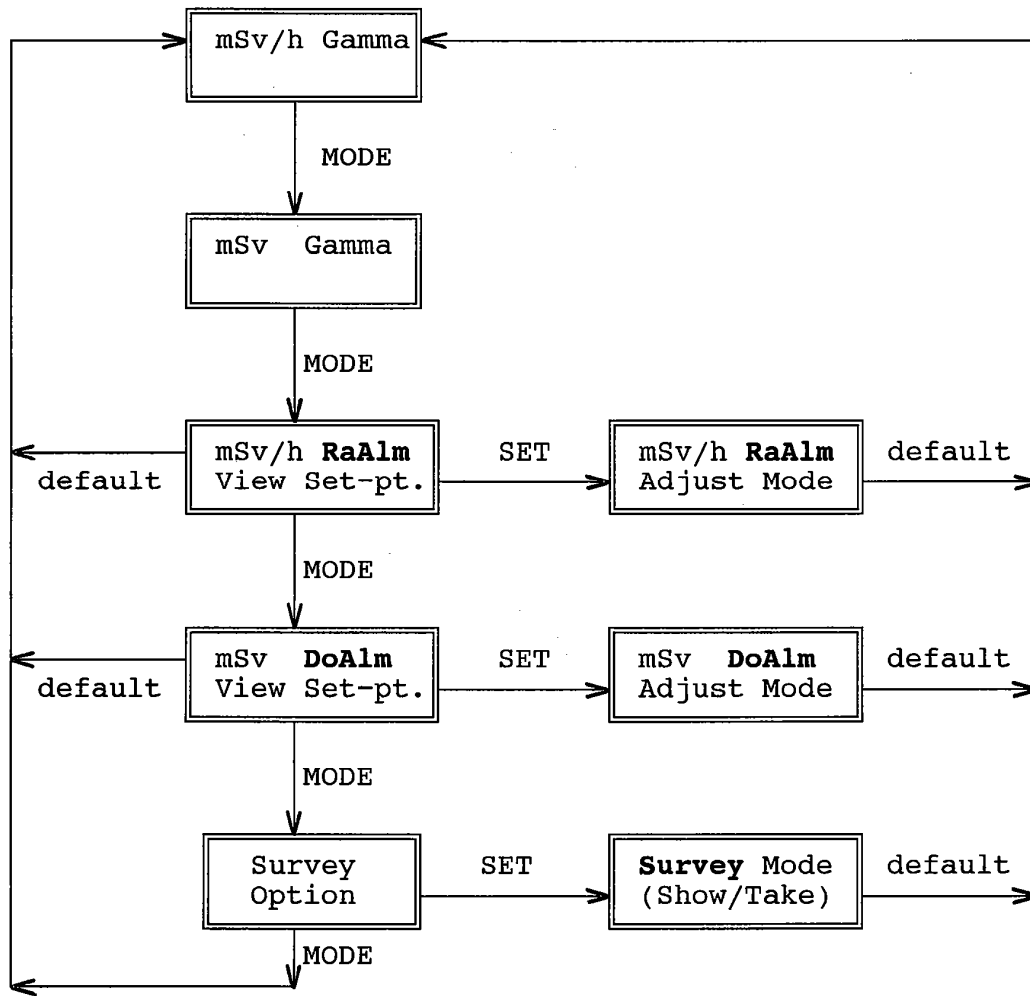 mSv/h Gamma
MODE
mSv Gamma
MODE
mSv/h RaAlm
View Set-pt.
default
SET
mSv/h RaAlm
Adjust Mode
default
MODE
mSv DoAlm
View Set-pt.
default
SET
mSv DoAlm
Adjust Mode
default
MODE
Survey
Option
SET
Survey Mode
(Show/Take)
default
MODE